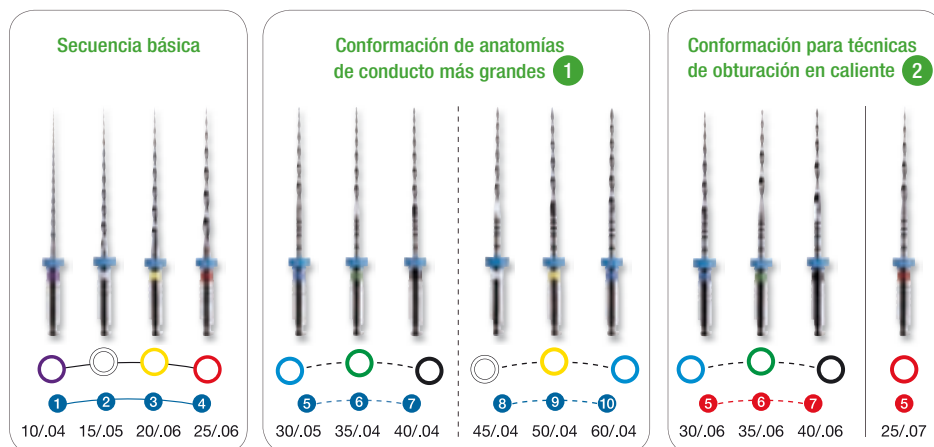 Secuencia básica
1 2 3 4
10/.04 15/.05 20/.06 25/.06
Conformación de anatomías
de conducto más grandes 1
5 6 7 8 9 10
30/.05 35/.04 40/.04 45/.04 50/.04 60/.04
Conformación para técnicas
de obturación en caliente 2
5 6 7 5
30/.06 35/.06 40/.06 25/.07